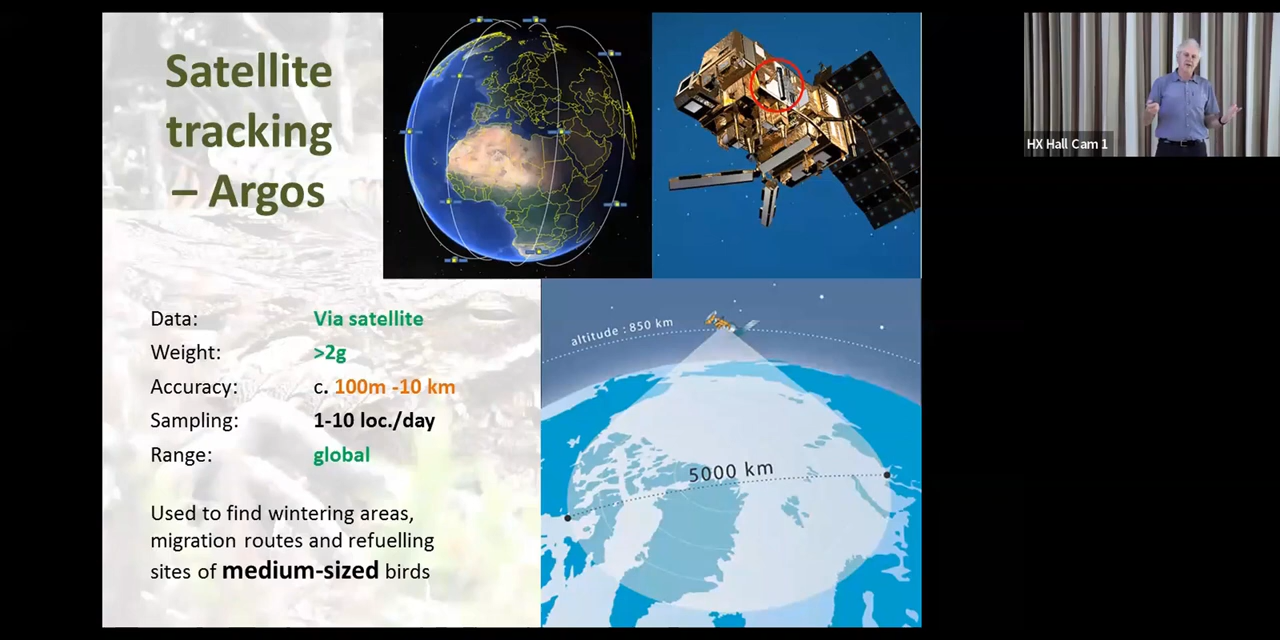 Satellite
tracking
– Argos
Data: Via satellite
Weight: >2g
Accuracy: c. 100m -10 km
Sampling: 1-10 loc./day
Range: global
Used to find wintering areas,
migration routes and refuelling
sites of medium-sized birds
altitude : 850 km
5000 km
HX Hall Cam 1